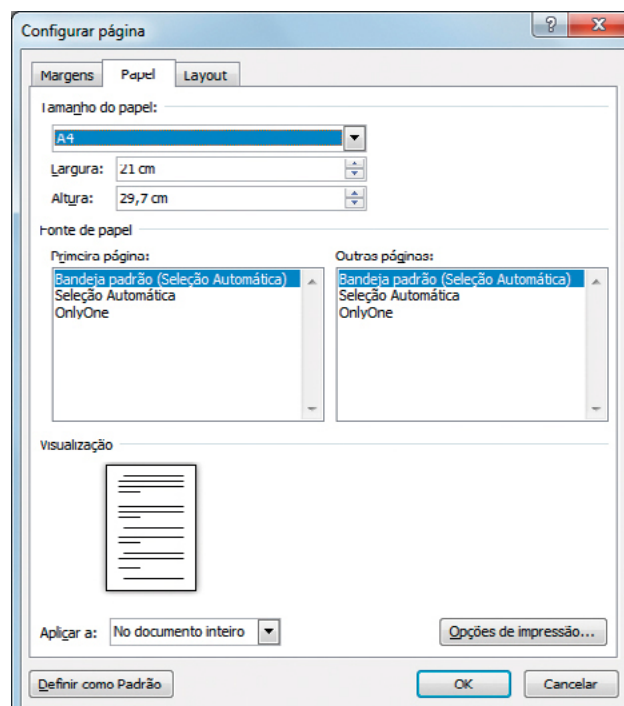 Configurar página
Margens Papel Layout
Tamanho do papel:
A4
Largura: 21 cm
Altura: 29,7 cm
Fonte de papel
Primeira página: Outras páginas:
Bandeja padrão (Seleção Automática) Bandeja padrão (Seleção Automática)
Seleção Automática Seleção Automática
OnlyOne OnlyOne
Visualização
Aplicar a: No documento inteiro Opções de impressão...
Definir como Padrão OK Cancelar